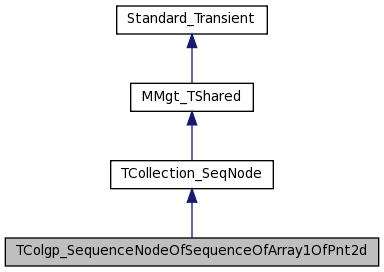 Standard_Transient
MMgt_TShared
TCollection_SeqNode
TColgp_SequenceNodeOfSequenceOfArray1OfPnt2d